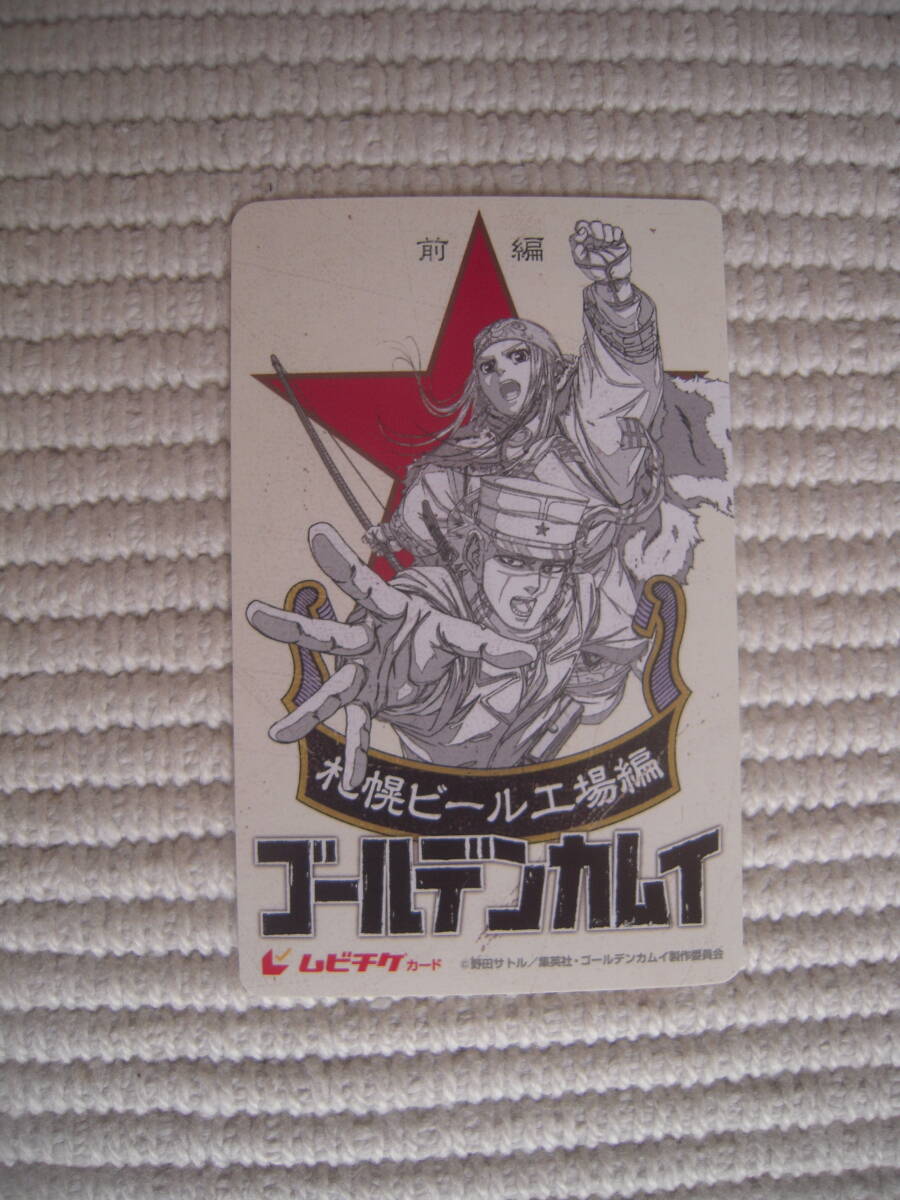 前 編
札幌ビール工場編
ゴールデンカムイ
ムビチケカード ©野田サトル／集英社・ゴールデンカムイ製作委員会